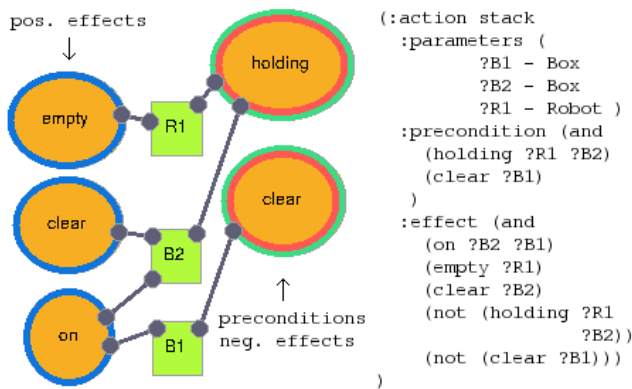 pos. effects
↓
empty
clear
on
R1
B2
B1
holding
clear
↑
preconditions
neg. effects
(:action stack
:parameters (
?B1 - Box
?B2 - Box
?R1 - Robot )
:precondition (and
(holding ?R1 ?B2)
(clear ?B1)
)
:effect (and
(on ?B2 ?B1)
(empty ?R1)
(clear ?B2)
(not (holding ?R1
?B2))
(not (clear ?B1)))
)